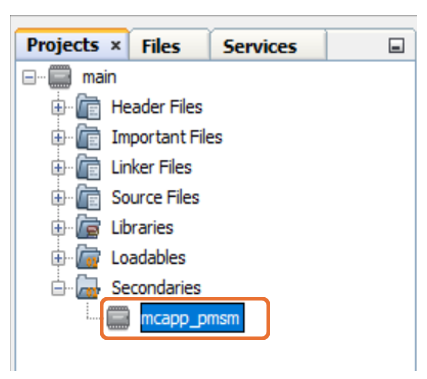 Projects × Files Services
main
Header Files
Important Files
Linker Files
Source Files
Libraries
Loadables
Secondaries
mcapp_pmsm